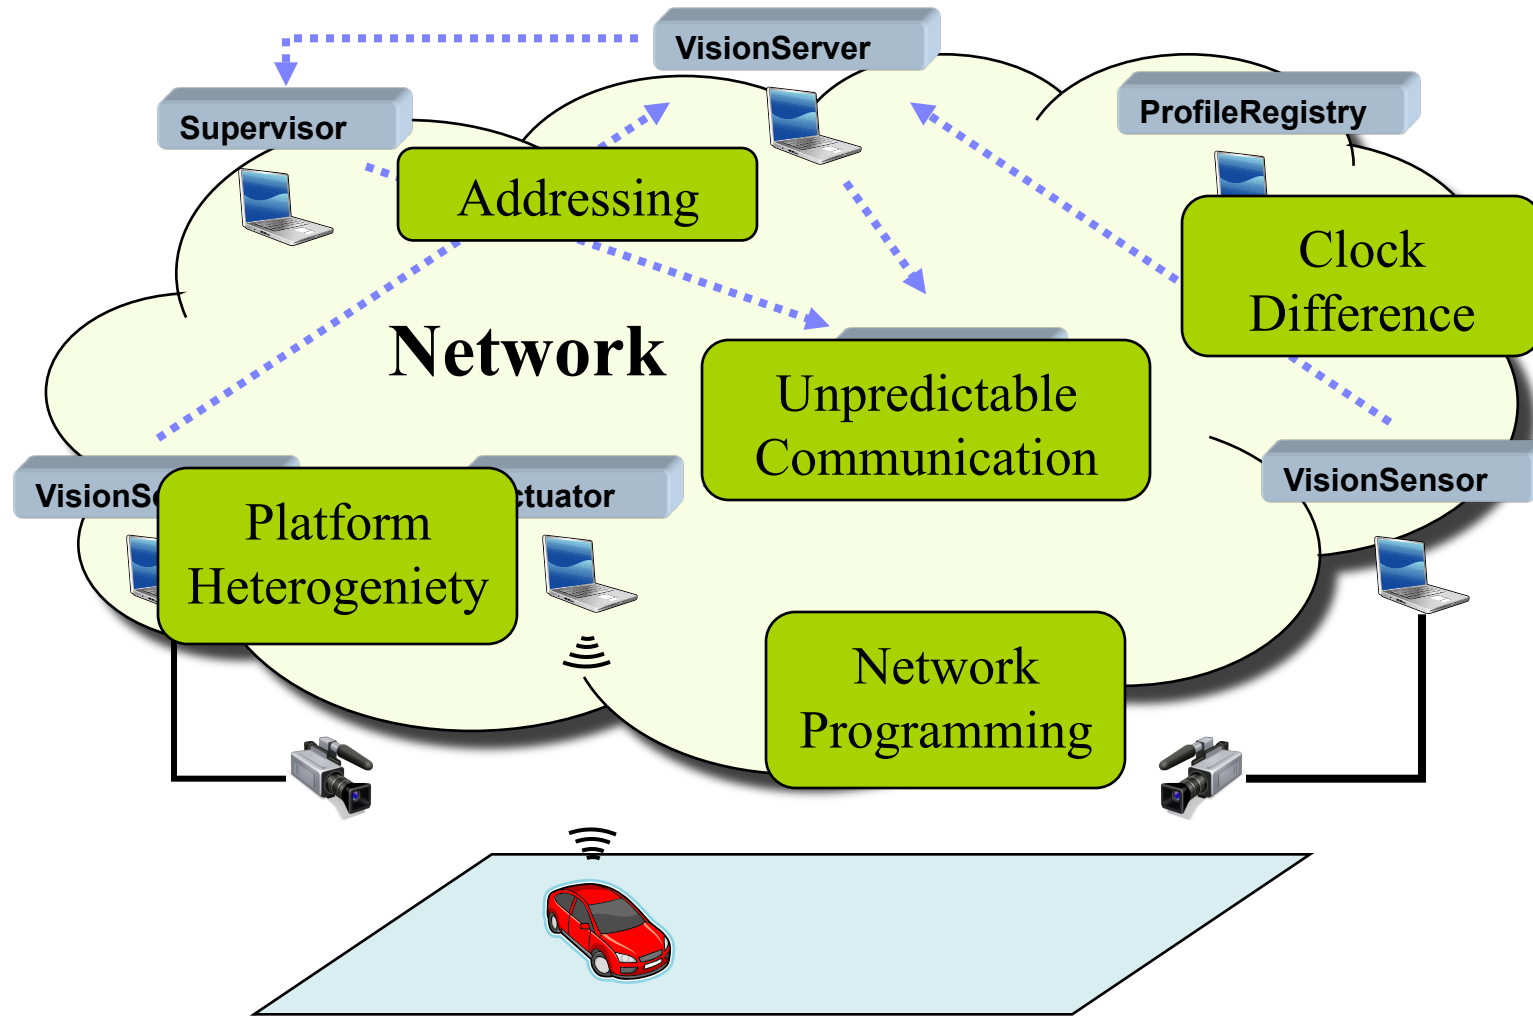 VisionServer
Supervisor
ProfileRegistry
Addressing
Clock
Difference
Network
Unpredictable
Communication
VisionSensor
ctuator
Platform
Heterogeniety
Network
Programming